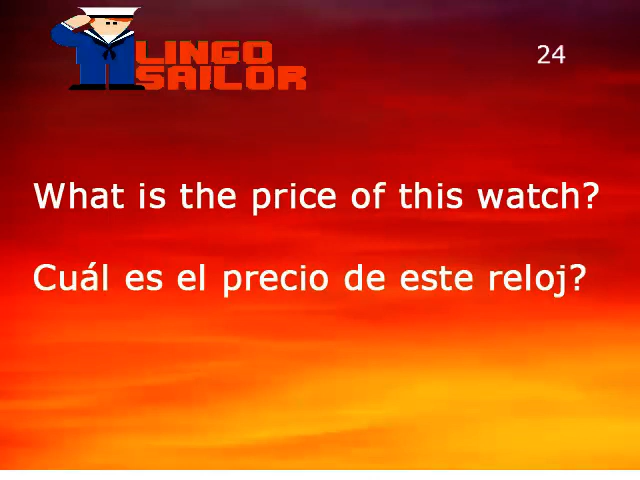 LINGO
SAILOR
24
What is the price of this watch?
Cuál es el precio de este reloj?